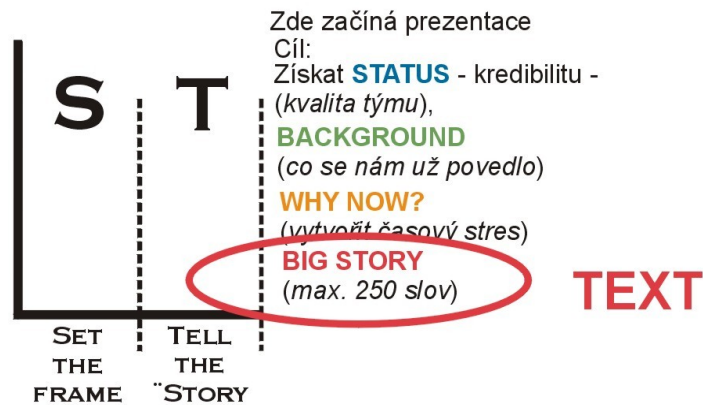 S
T
Zde začíná prezentace
Cíl:
Získat STATUS - kredibilitu -
(kvalita týmu),
BACKGROUND
(co se nám už povedlo)
WHY NOW?
(vytvořit časový stres)
BIG STORY
(max. 250 slov)
TEXT
SET
THE
FRAME
TELL
THE
¨STORY